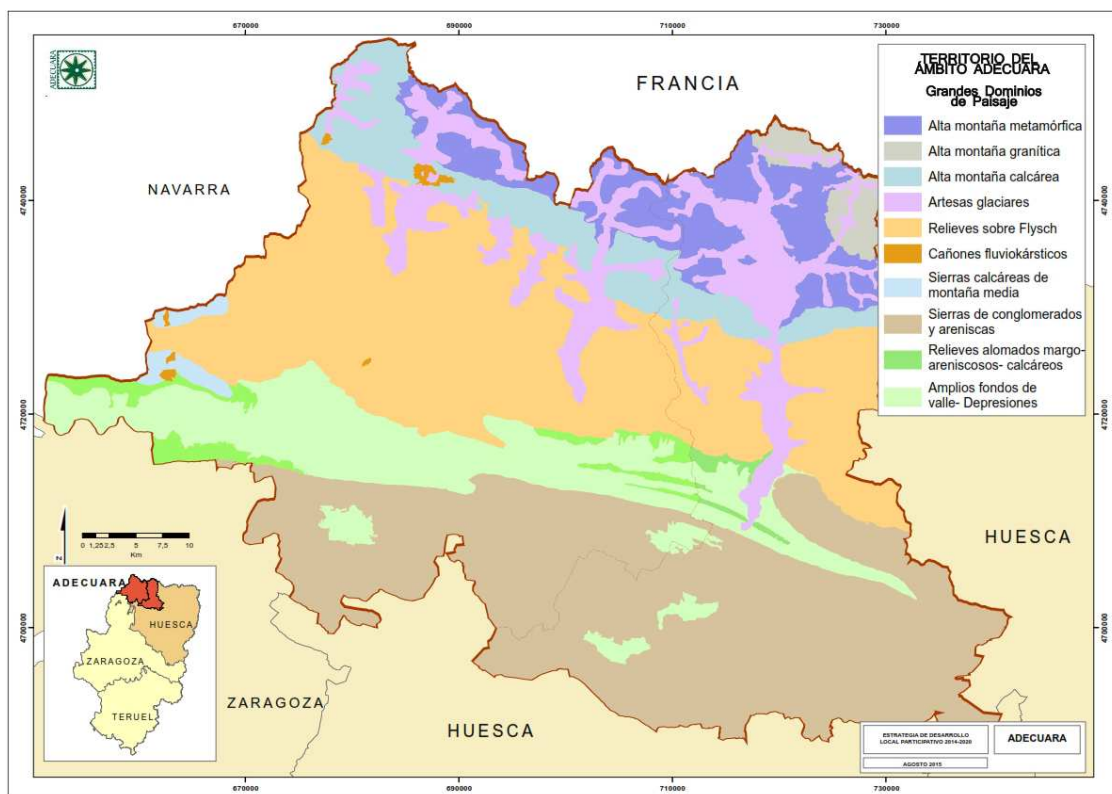 670000
690000
710000
730000
ADECUARA
TERRITORIO DEL
ÁMBITO ADECUARA
Grandes Dominios
de Paisaje
Alta montaña metamórfica
Alta montaña granítica
Alta montaña calcárea
Artesas glaciares
Relieves sobre Flysch
Cañones fluviokársticos
Sierras calcáreas de
montaña media
Sierras de conglomerados
y areniscas
Relieves alomados margo-
areniscosos- calcáreos
Amplios fondos de
valle- Depresiones
FRANCIA
NAVARRA
4740000
4740000
4720000
4720000
HUESCA
N
0 1,25 2,5 5 7,5 10
Km
ADECUARA
HUESCA
ZARAGOZA
TERUEL
4700000
4700000
ZARAGOZA
HUESCA
ESTRATEGIA DE DESARROLLO
LOCAL PARTICIPATIVO 2014-2020
ADECUARA
AGOSTO 2015
670000
690000
710000
730000